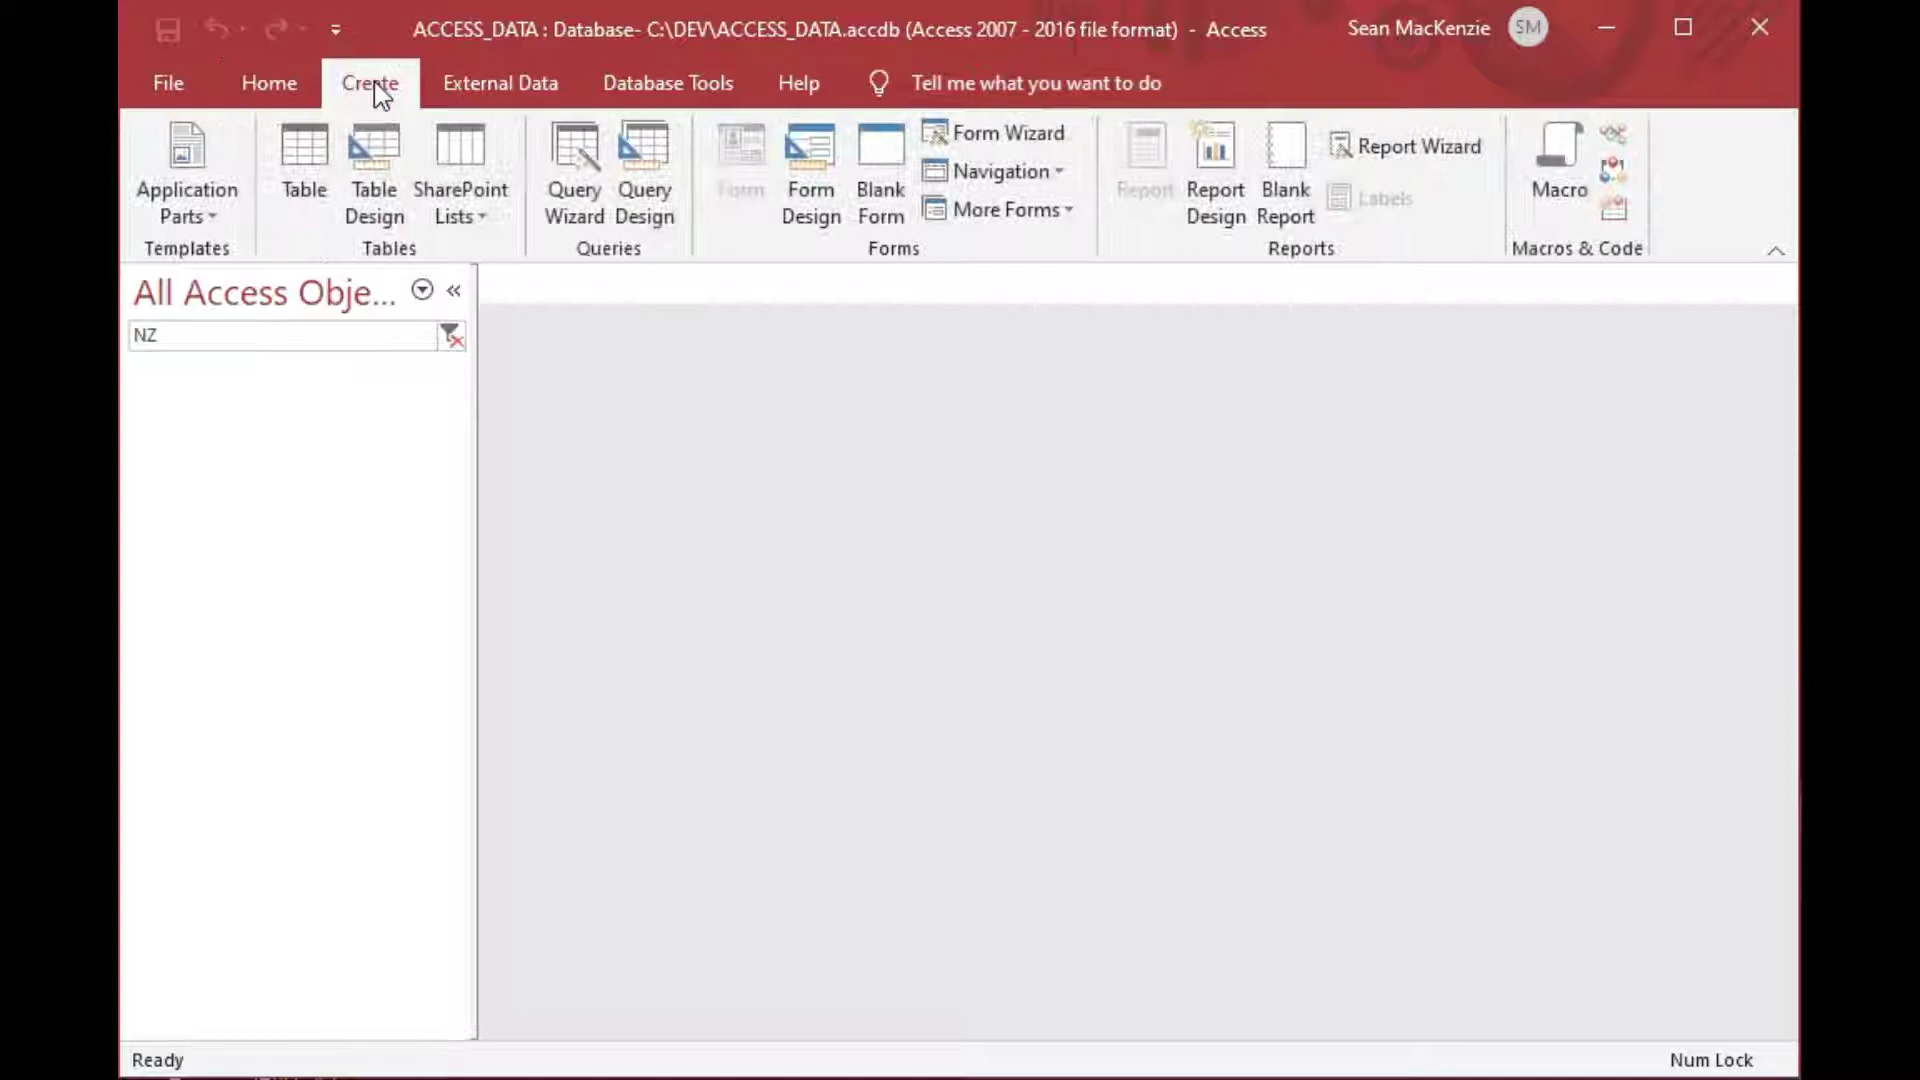 ACCESS_DATA : Database- C:\DEV\ACCESS_DATA.accdb (Access 2007 - 2016 file format) - Access
Sean MacKenzie SM
File Home Create External Data Database Tools Help Tell me what you want to do
Application Parts
Table
Table Design
SharePoint Lists
Query Wizard
Query Design
Form
Form Design
Blank Form
Form Wizard
Navigation
More Forms
Report
Report Design
Blank Report
Report Wizard
Labels
Macro
Templates Tables Queries Forms Reports Macros & Code
All Access Obje...
NZ
Ready Num Lock